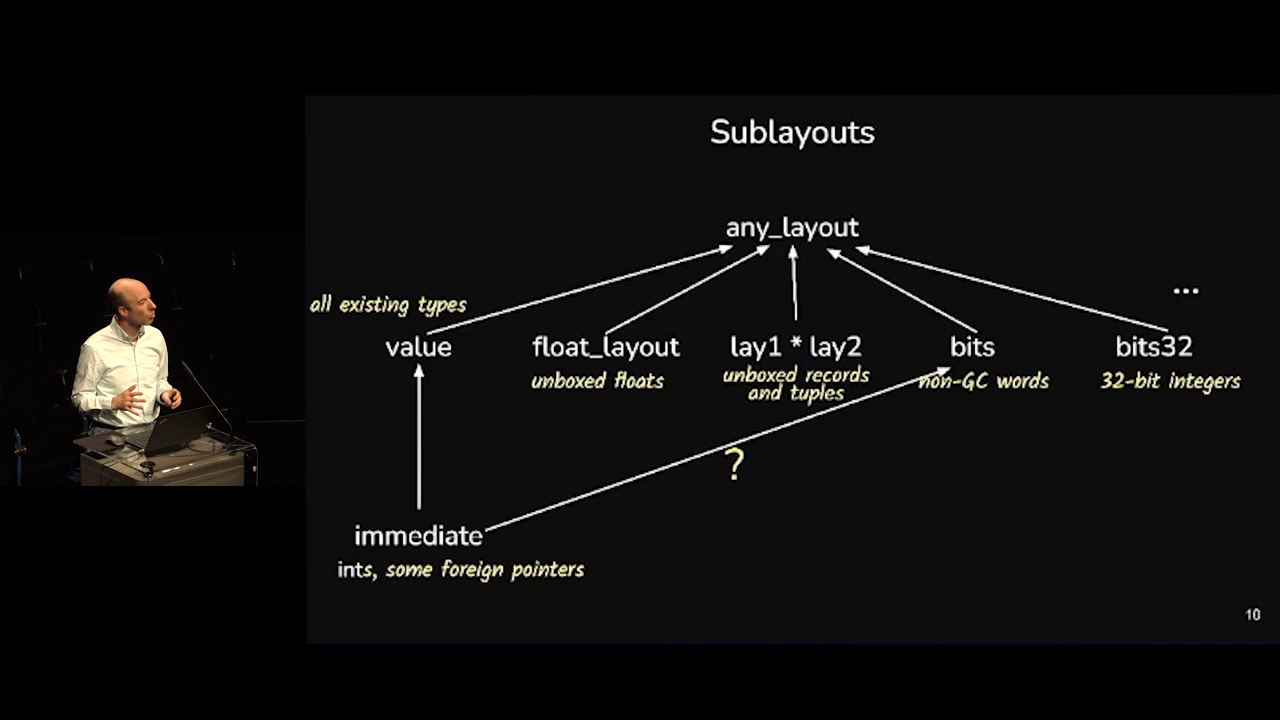 Sublayouts
any_layout
all existing types
...
value
float_layout
lay1 * lay2
bits
bits32
unboxed floats
unboxed records
and tuples
non-GC words
32-bit integers
?
immediate
ints, some foreign pointers
10